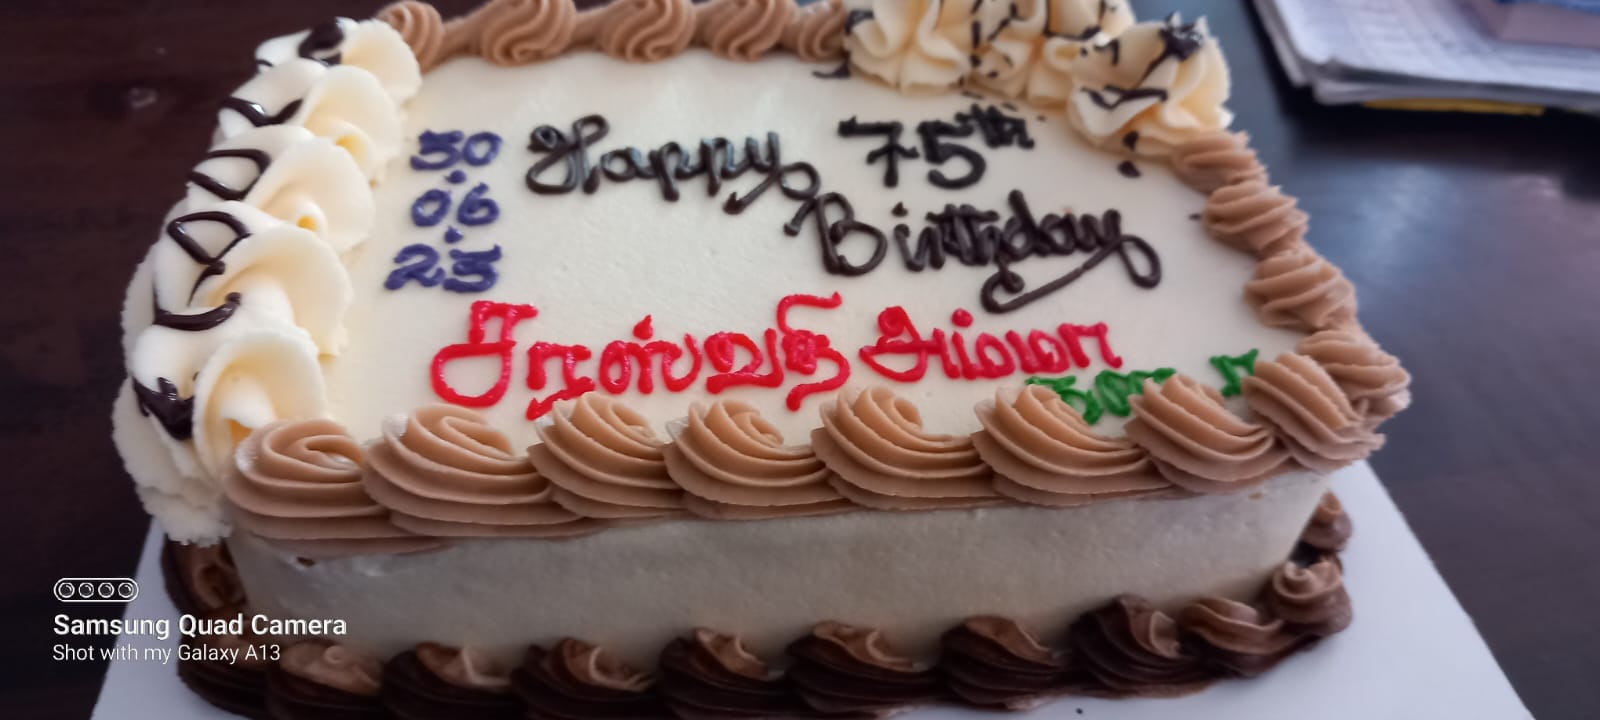 30
06
23
Happy 75th
Birthday
சரஸ்வதி அம்மா
Samsung Quad Camera
Shot with my Galaxy A13